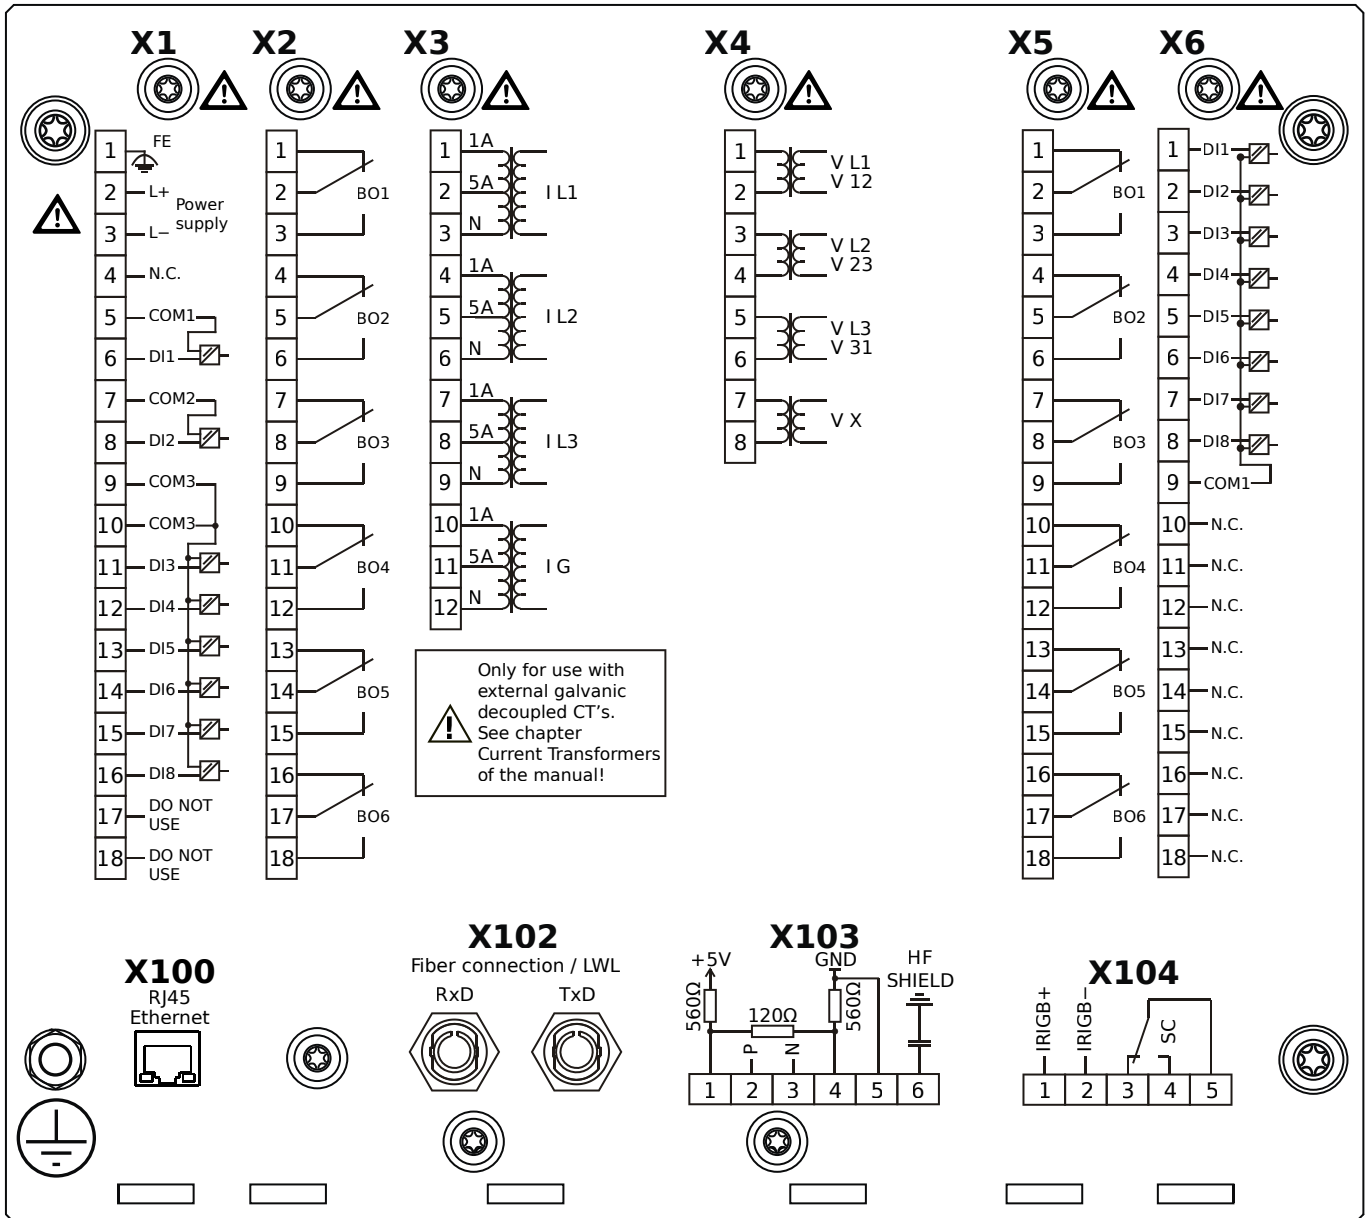 X1 X2 X3 X4 X5 X6
1 FE
2 L+
Power
supply
3 L−
4 N.C.
5 COM1
6 DI1
7 COM2
8 DI2
9 COM3
10 COM3
11 DI3
12 DI4
13 DI5
14 DI6
15 DI7
16 DI8
17 DO NOT
USE
18 DO NOT
USE
1
2 BO1
3
4
5 BO2
6
7
8 BO3
9
10
11 BO4
12
13
14 BO5
15
16
17 BO6
18
1 1A
2 5A I L1
3 N
4 1A
5 5A I L2
6 N
7 1A
8 5A I L3
9 N
10 1A
11 5A I G
12 N
Only for use with
external galvanic
decoupled CT's.
See chapter
Current Transformers
of the manual!
1 V L1
2 V 12
3 V L2
4 V 23
5 V L3
6 V 31
7 V X
8
1
2 BO1
3
4
5 BO2
6
7
8 BO3
9
10
11 BO4
12
13
14 BO5
15
16
17 BO6
18
1 DI1
2 DI2
3 DI3
4 DI4
5 DI5
6 DI6
7 DI7
8 DI8
9 COM1
10 N.C.
11 N.C.
12 N.C.
13 N.C.
14 N.C.
15 N.C.
16 N.C.
17 N.C.
18 N.C.
X100
RJ45
Ethernet
X102
Fiber connection / LWL
RxD TxD
X103
+5V GND HF
SHIELD
560Ω 120Ω 560Ω
P N
1 2 3 4 5 6
X104
IRIGB+ IRIGB− SC
1 2 3 4 5